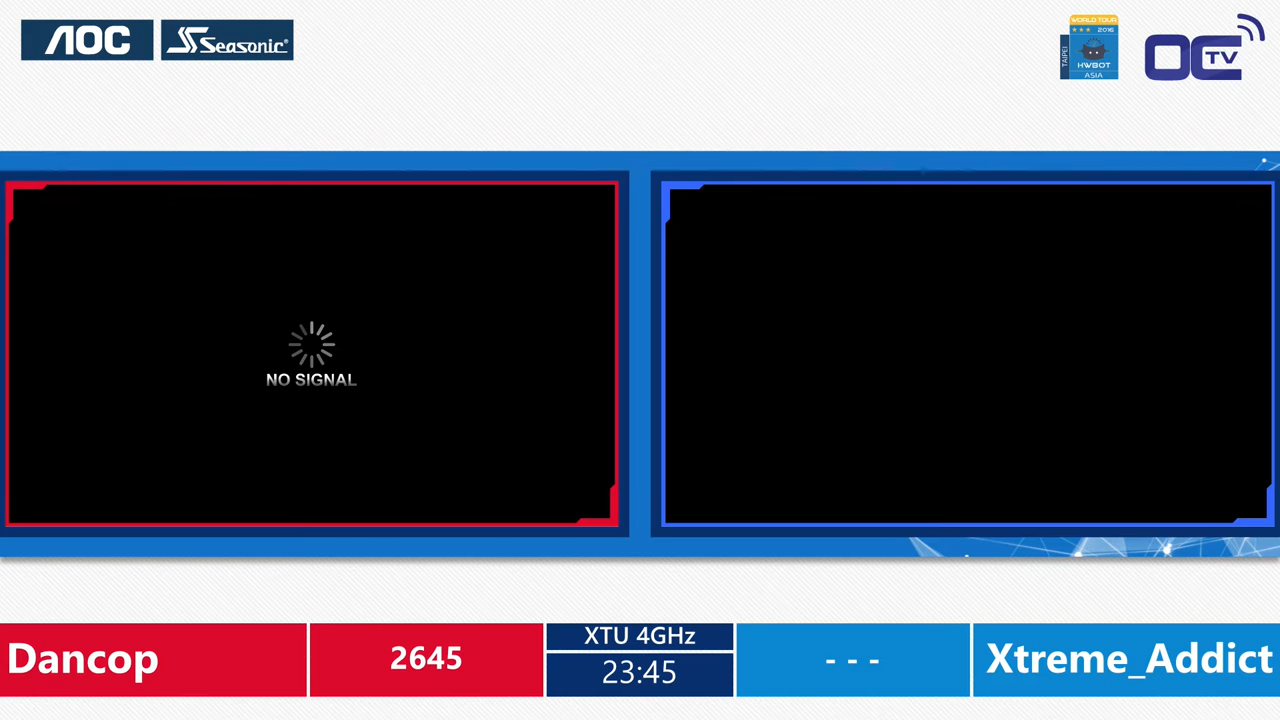 AOC
Seasonic®
WORLD TOUR
2016
TAIPEI
HWBOT
ASIA
OC TV
NO SIGNAL
Dancop
2645
XTU 4GHz
23:45
- - -
Xtreme_Addict